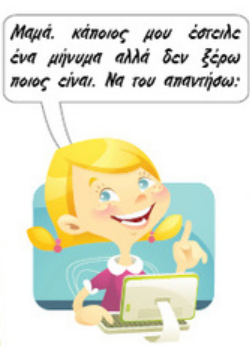 Μαμά. κάποιος μου έστειλε
ένα μήνυμα αλλά δεν ξέρω
ποιος είναι. Να του απαντήσω: